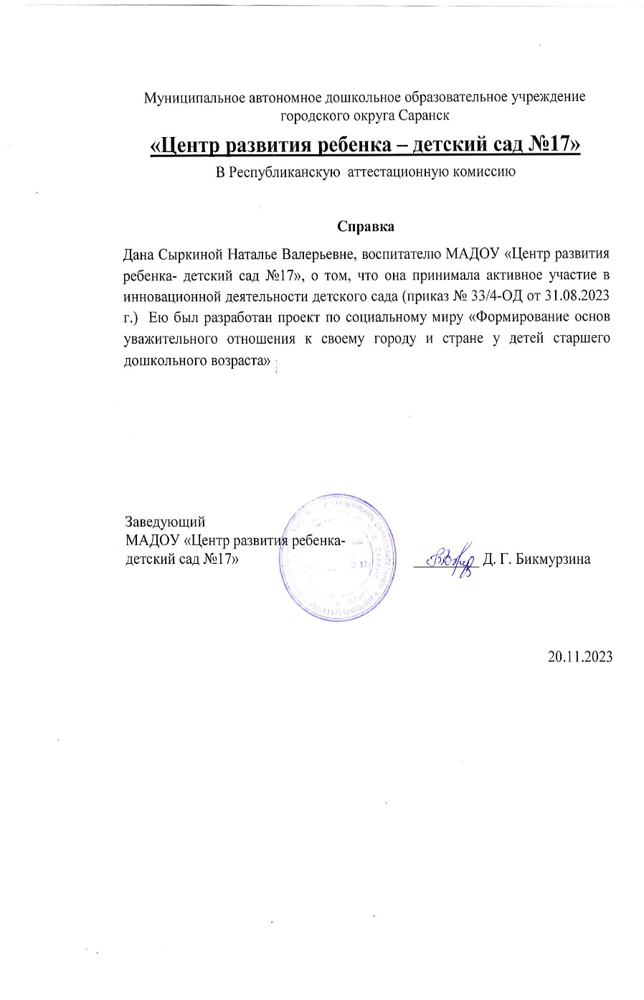 Муниципальное автономное дошкольное образовательное учреждение
городского округа Саранск
«Центр развития ребенка – детский сад №17»
В Республиканскую аттестационную комиссию
Справка
Дана Сыркиной Наталье Валерьевне, воспитателю МАДОУ «Центр развития
ребенка- детский сад №17», о том, что она принимала активное участие в
инновационной деятельности детского сада (приказ № 33/4-ОД от 31.08.2023
г.) Ею был разработан проект по социальному миру «Формирование основ
уважительного отношения к своему городу и стране у детей старшего
дошкольного возраста»
Заведующий
МАДОУ «Центр развития ребенка-
детский сад №17»
Д. Г. Бикмурзина
ДОШКОЛЬНОЕ ОБРАЗОВАТЕЛЬНОЕ
САРАНС
17
20.11.2023